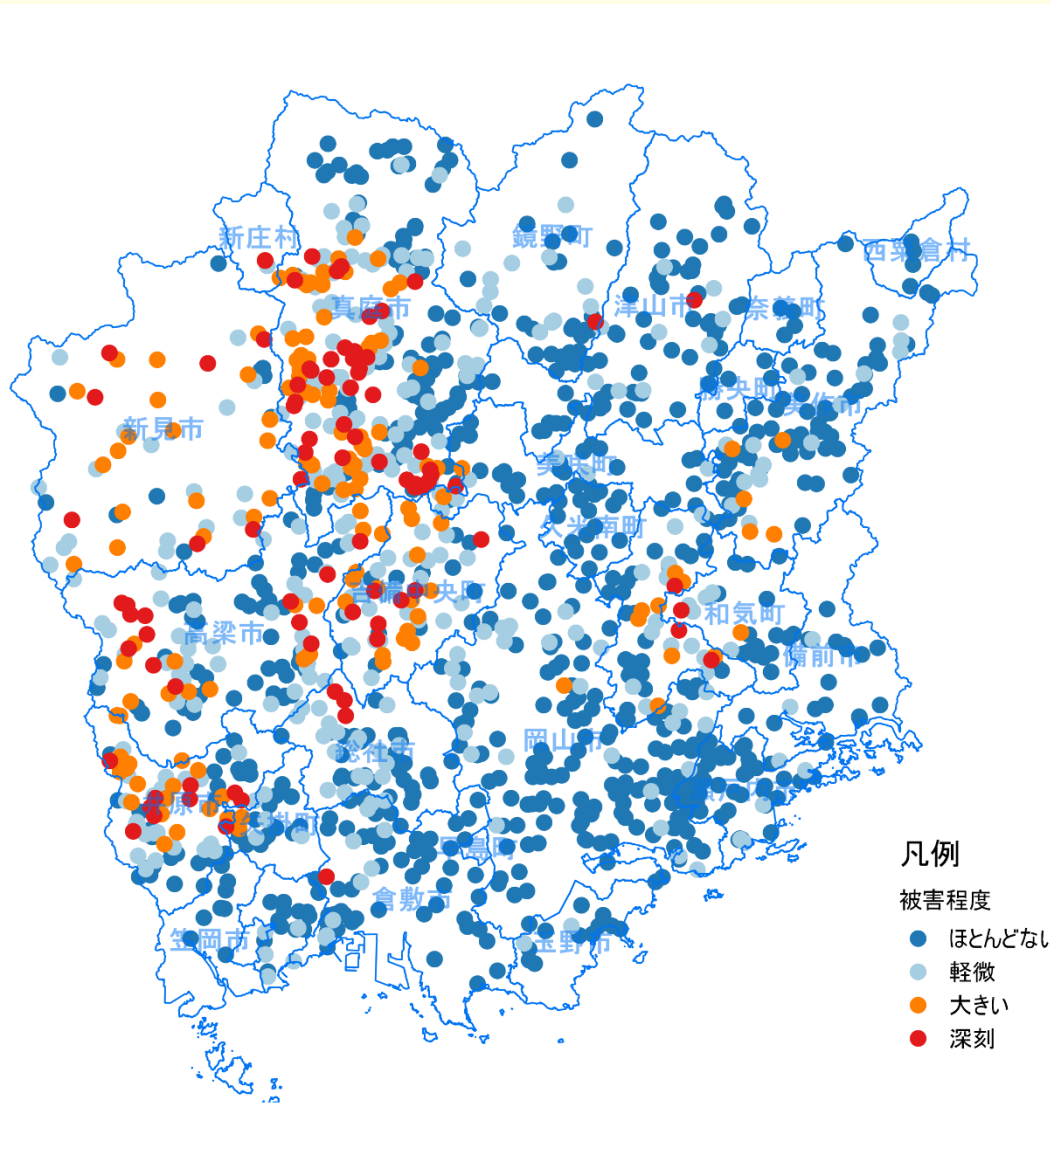 新庄村
鏡野町
西粟倉村
真庭市
津山市
奈義町
勝央町
美作市
新見市
美咲町
久米南町
吉備中央町
和気町
高梁市
備前市
岡山市
総社市
瀬戸内市
井原市
矢掛町
早島町
倉敷市
笠岡市
玉野市
凡例
被害程度
ほとんどない
軽微
大きい
深刻